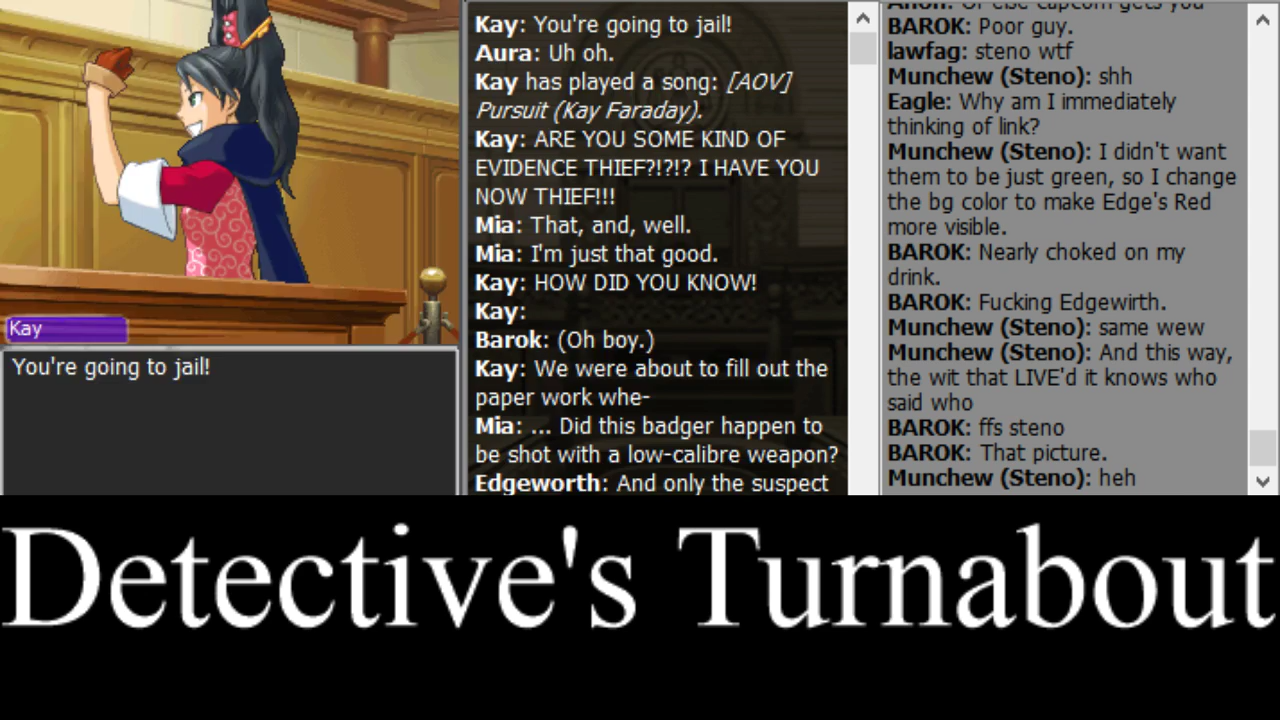 Kay
You're going to jail!
Kay: You're going to jail!
Aura: Uh oh.
Kay has played a song: [AOV]
Pursuit (Kay Faraday).
Kay: ARE YOU SOME KIND OF
EVIDENCE THIEF?!?!? I HAVE YOU
NOW THIEF!!!
Mia: That, and, well.
Mia: I'm just that good.
Kay: HOW DID YOU KNOW!
Kay:
Barok: (Oh boy.)
Kay: We were about to fill out the
paper work whe-
Mia: ... Did this badger happen to
be shot with a low-calibre weapon?
Edgeworth: And only the suspect
Anon: Or else capcom gets you
BAROK: Poor guy.
lawfag: steno wtf
Munchew (Steno): shh
Eagle: Why am I immediately
thinking of link?
Munchew (Steno): I didn't want
them to be just green, so I change
the bg color to make Edge's Red
more visible.
BAROK: Nearly choked on my
drink.
BAROK: Fucking Edgewirth.
Munchew (Steno): same wew
Munchew (Steno): And this way,
the wit that LIVE'd it knows who
said who
BAROK: ffs steno
BAROK: That picture.
Munchew (Steno): heh
Detective's Turnabout